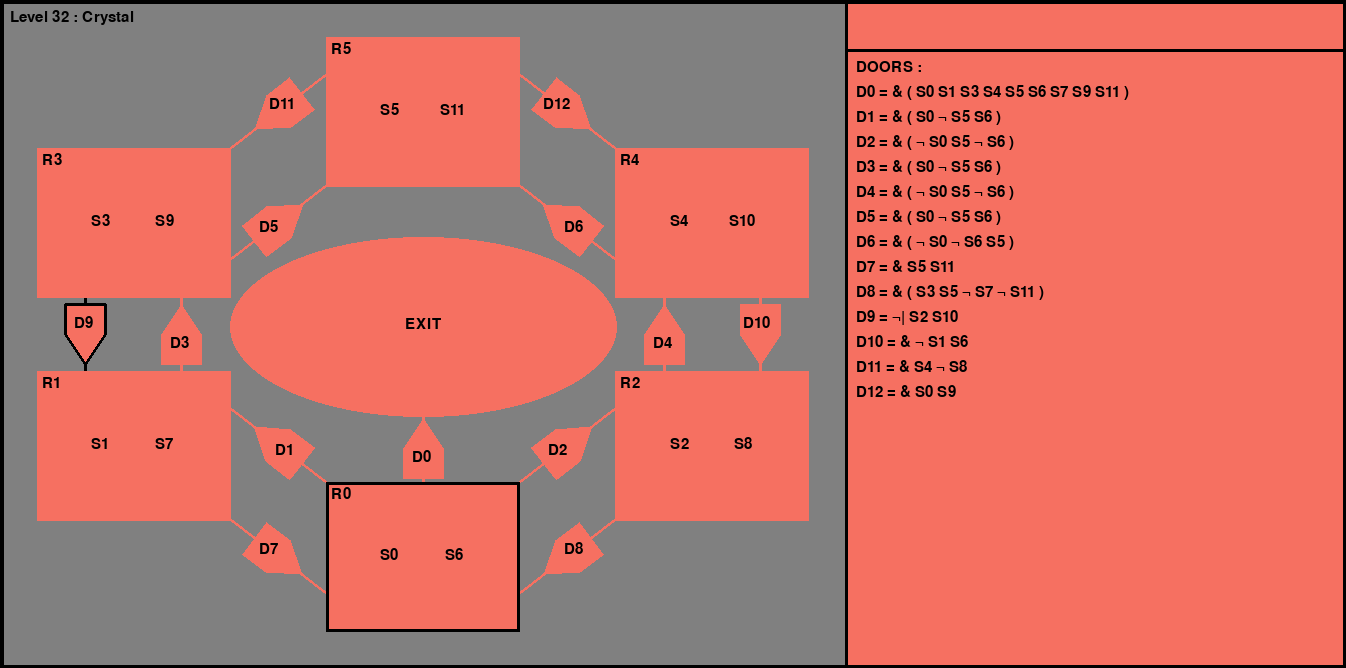 Level 32 : Crystal
R5
D11
S5 S11
D12
DOORS :
D0 = & ( S0 S1 S3 S4 S5 S6 S7 S9 S11 )
D1 = & ( S0 ¬ S5 S6 )
D2 = & ( ¬ S0 S5 ¬ S6 )
D3 = & ( S0 ¬ S5 S6 )
D4 = & ( ¬ S0 S5 ¬ S6 )
D5 = & ( S0 ¬ S5 S6 )
D6 = & ( ¬ S0 ¬ S6 S5 )
D7 = & S5 S11
D8 = & ( S3 S5 ¬ S7 ¬ S11 )
D9 = ¬| S2 S10
D10 = & ¬ S1 S6
D11 = & S4 ¬ S8
D12 = & S0 S9
R3
R4
S3 S9
D5
D6
S4 S10
EXIT
D9
D3
D4
D10
R1
R2
S1 S7
D1
D0
D2
S2 S8
R0
D7
S0 S6
D8